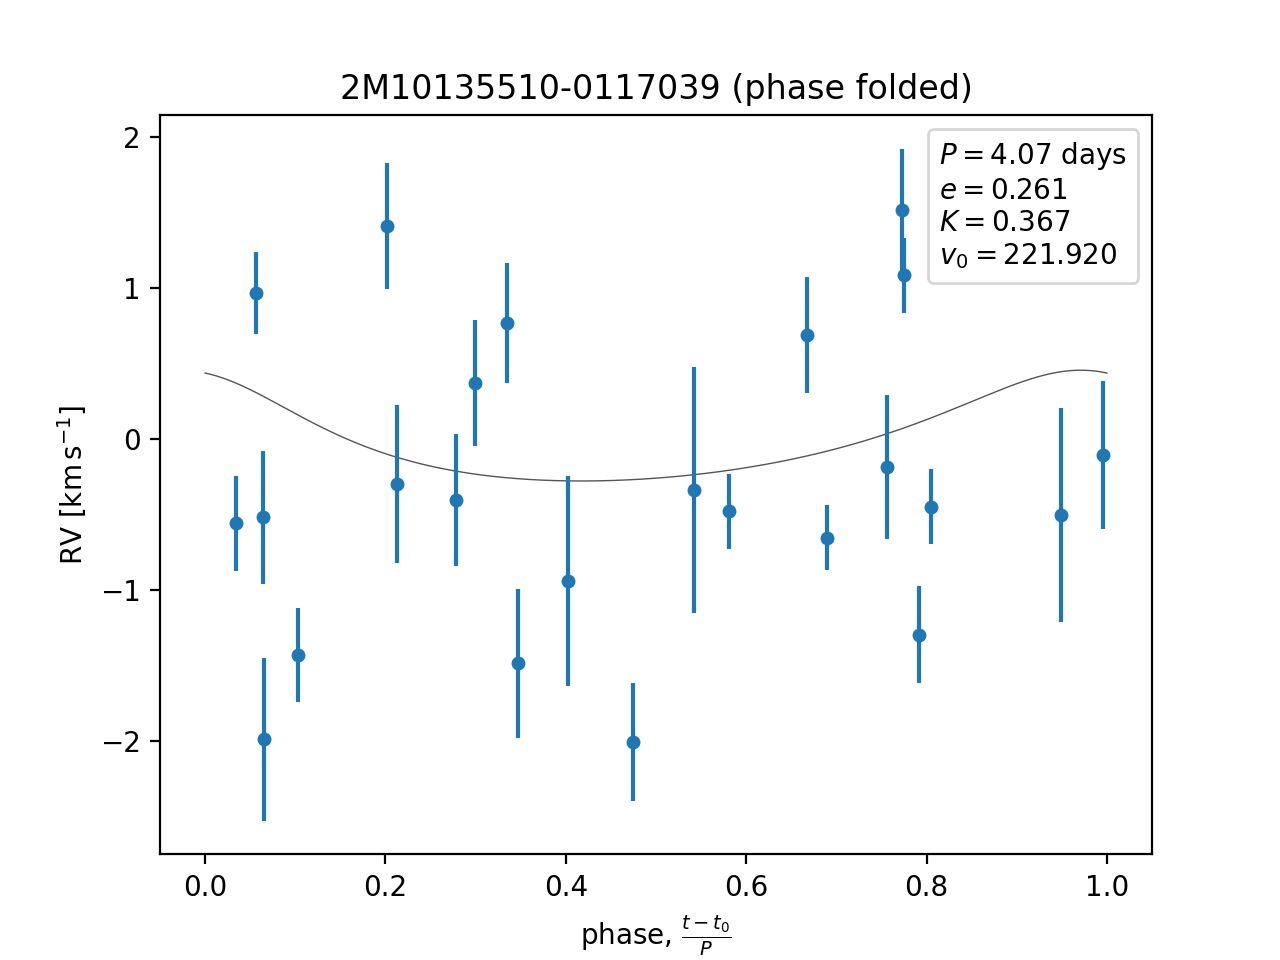 2M10135510-0117039 (phase folded)
P = 4.07 days
e = 0.261
K = 0.367
v₀ = 221.920
2
1
0
−1
−2
RV [km s⁻¹]
0.0 0.2 0.4 0.6 0.8 1.0
phase, (t − t₀)/P